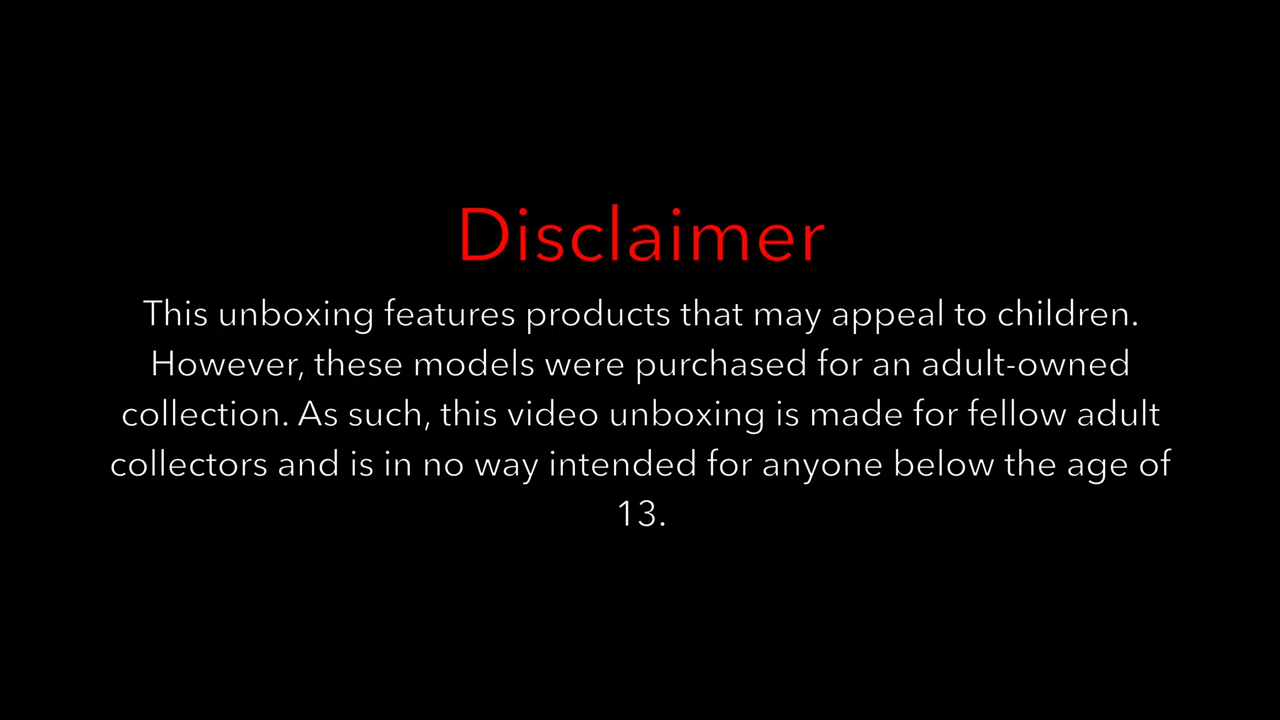 Disclaimer
This unboxing features products that may appeal to children.
However, these models were purchased for an adult-owned
collection. As such, this video unboxing is made for fellow adult
collectors and is in no way intended for anyone below the age of
13.